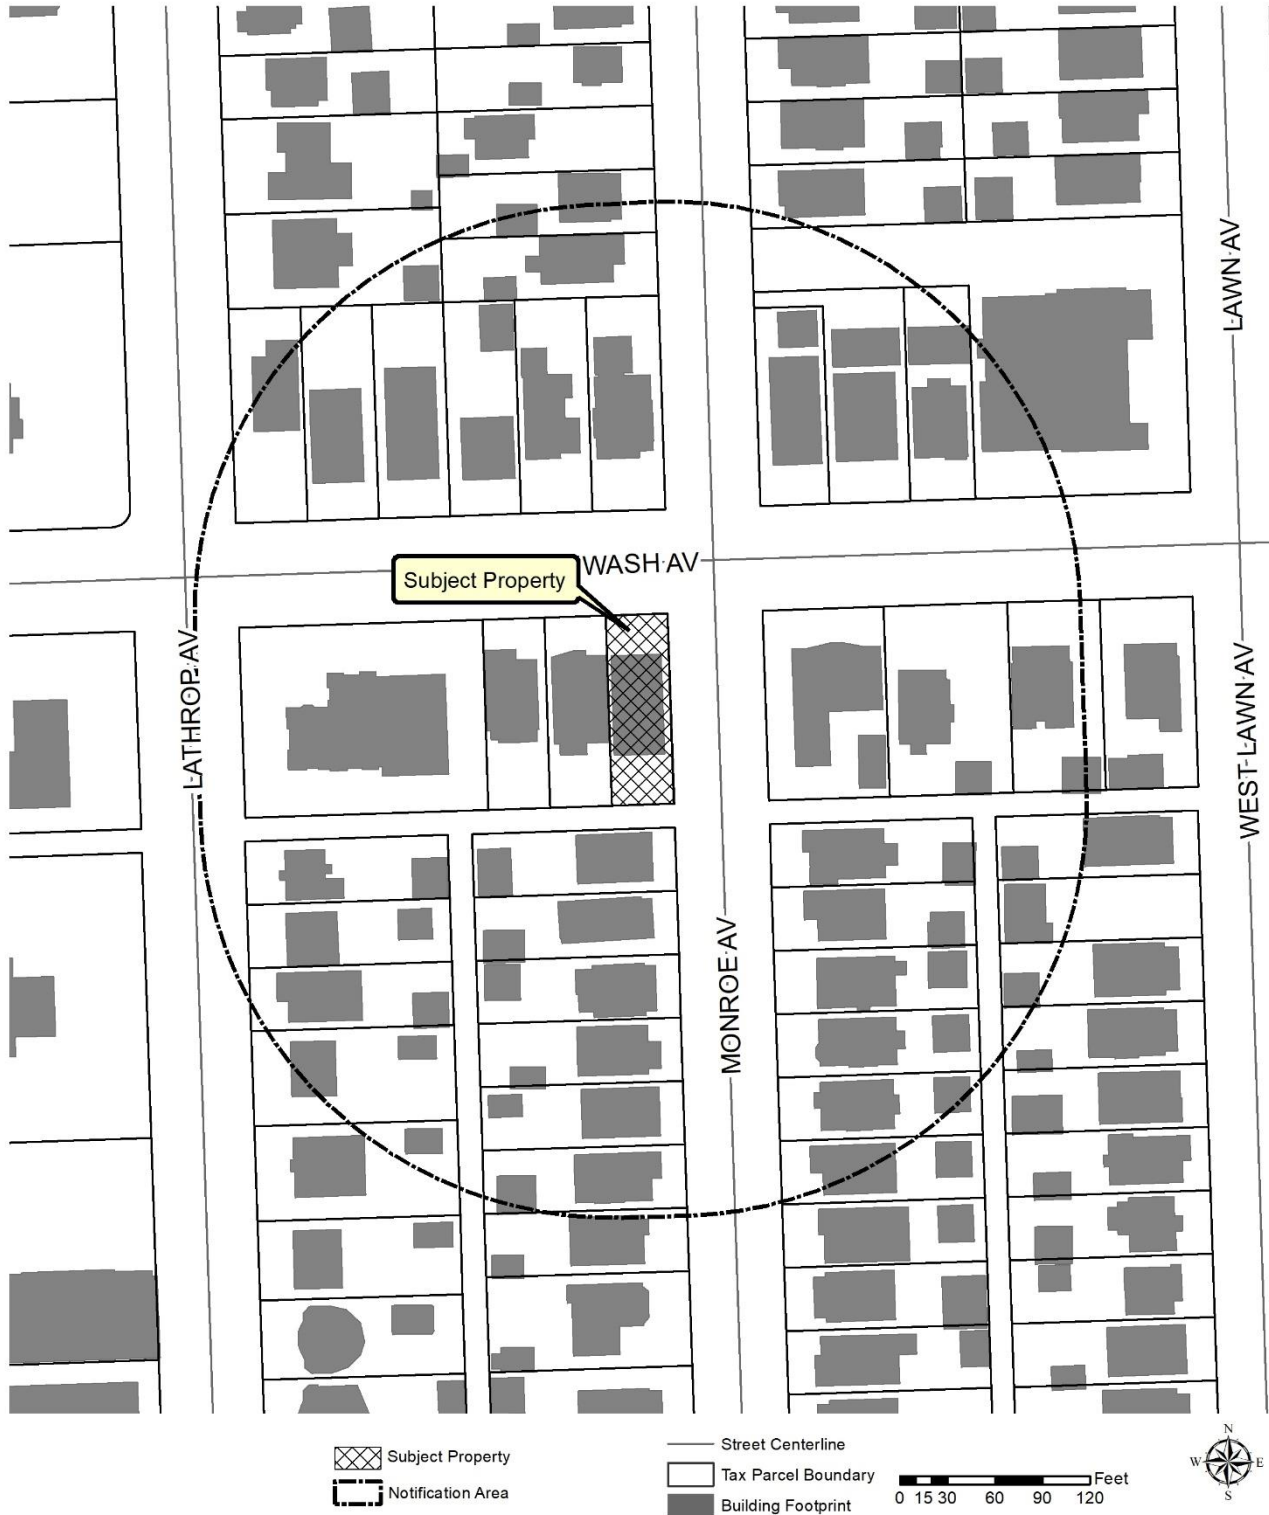 LAWN AV
WASH AV
Subject Property
LATHROP AV
WEST LAWN AV
MONROE AV
Subject Property
Notification Area
Street Centerline
Tax Parcel Boundary
Building Footprint
Feet
0 15 30 60 90 120
N
W E
S